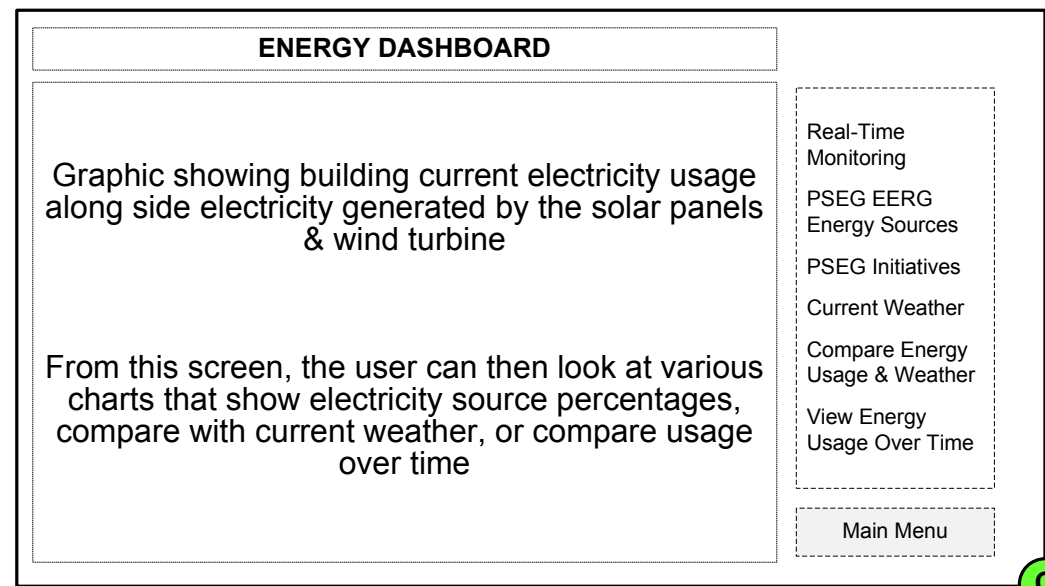 ENERGY DASHBOARD
Graphic showing building current electricity usage
along side electricity generated by the solar panels
& wind turbine
From this screen, the user can then look at various
charts that show electricity source percentages,
compare with current weather, or compare usage
over time
Real-Time
Monitoring
PSEG EERG
Energy Sources
PSEG Initiatives
Current Weather
Compare Energy
Usage & Weather
View Energy
Usage Over Time
Main Menu